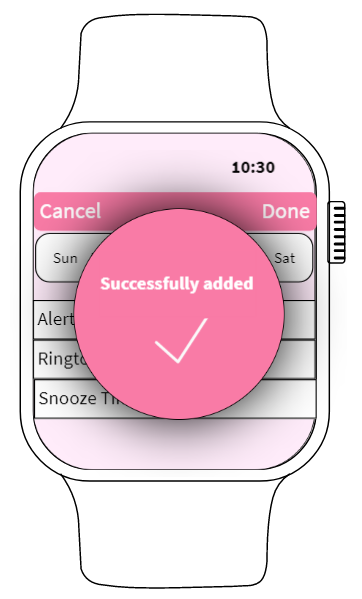 10:30
Cancel Done
Sun Sat
Successfully added
Alert
Ringto
Snooze Ti